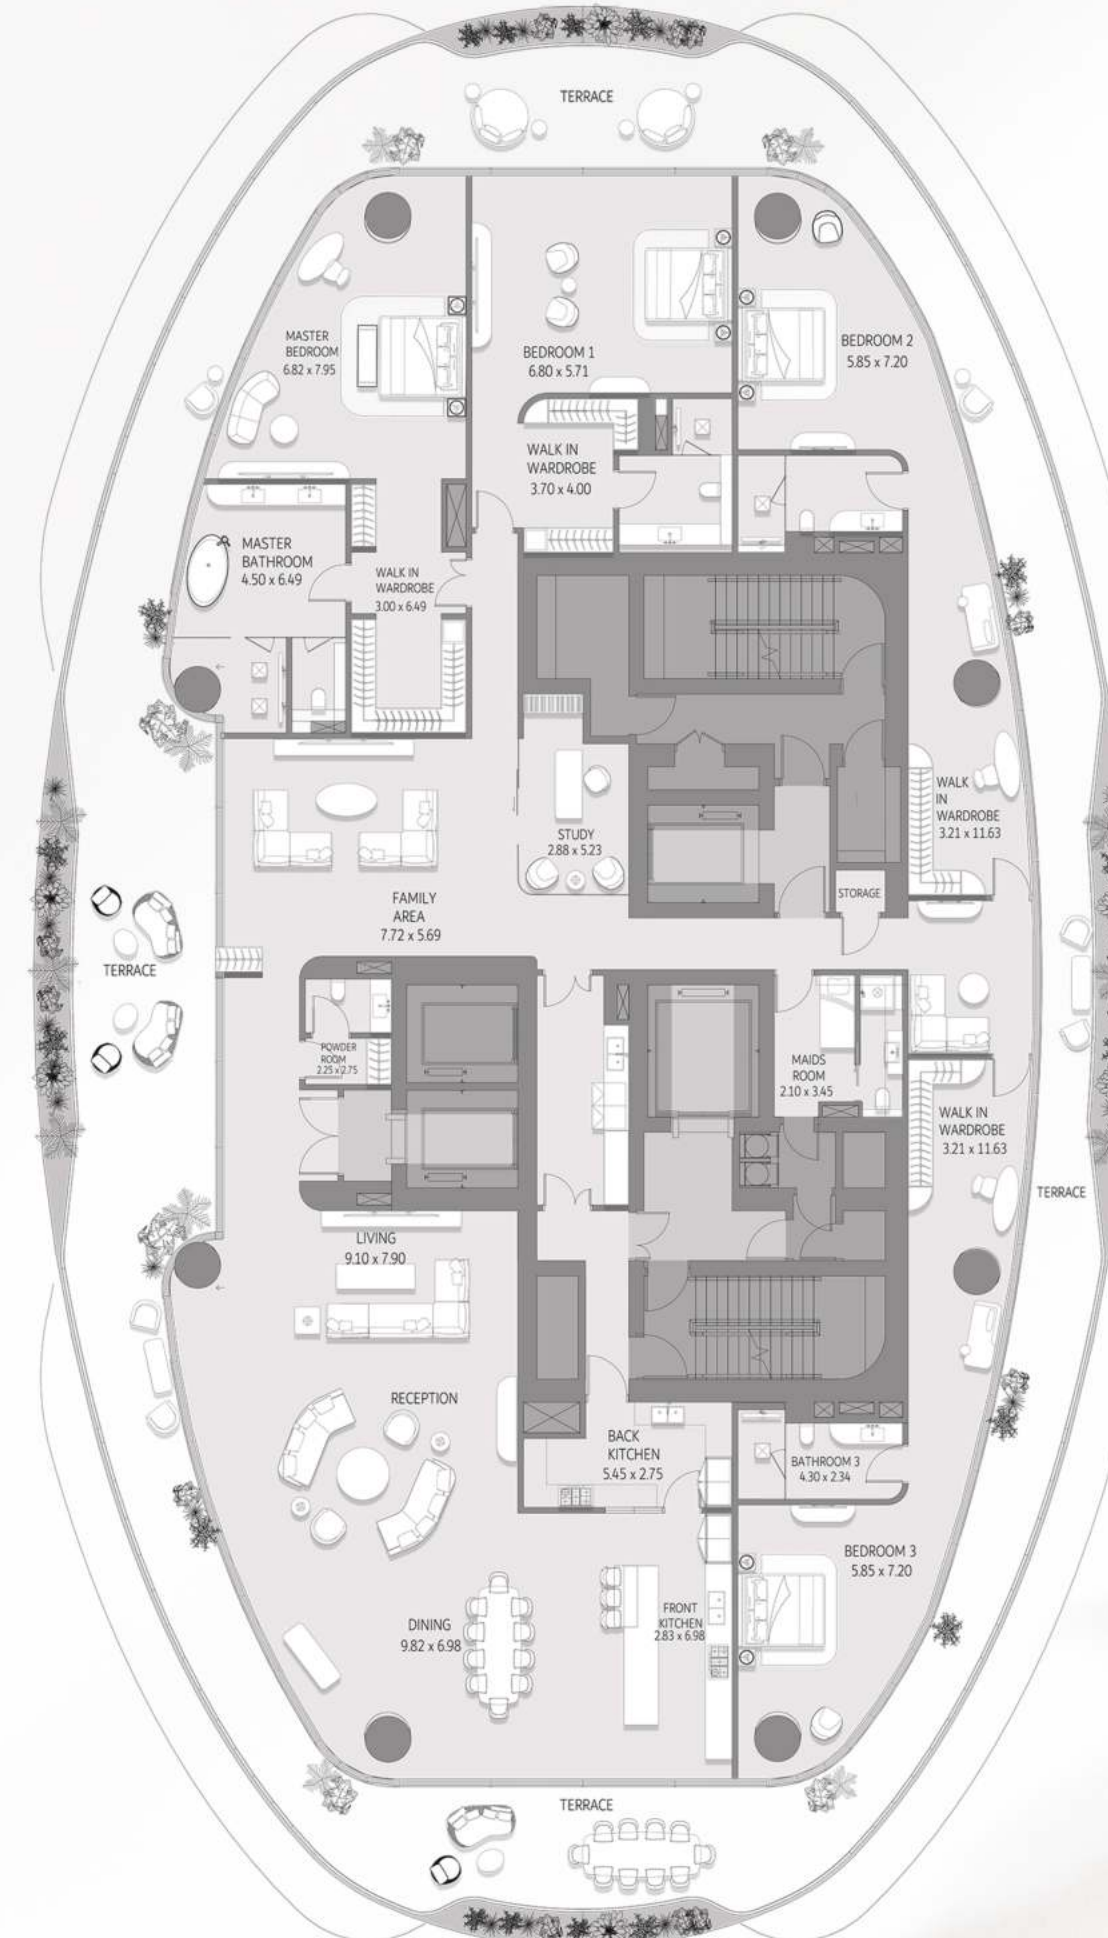 TERRACE
MASTER
BEDROOM
6.82 x 7.95
BEDROOM 1
6.80 x 5.71
BEDROOM 2
5.85 x 7.20
WALK IN
WARDROBE
3.70 x 4.00
MASTER
BATHROOM
4.50 x 6.49
WALK IN
WARDROBE
3.00 x 6.49
WALK
IN
WARDROBE
3.21 x 11.63
STUDY
2.88 x 5.23
STORAGE
FAMILY
AREA
7.72 x 5.69
TERRACE
POWDER
ROOM
2.25 x 2.75
MAIDS
ROOM
2.10 x 3.45
WALK IN
WARDROBE
3.21 x 11.63
TERRACE
LIVING
9.10 x 7.90
RECEPTION
BACK
KITCHEN
5.45 x 2.75
BATHROOM 3
4.30 x 2.34
BEDROOM 3
5.85 x 7.20
DINING
9.82 x 6.98
FRONT
KITCHEN
2.83 x 6.98
TERRACE